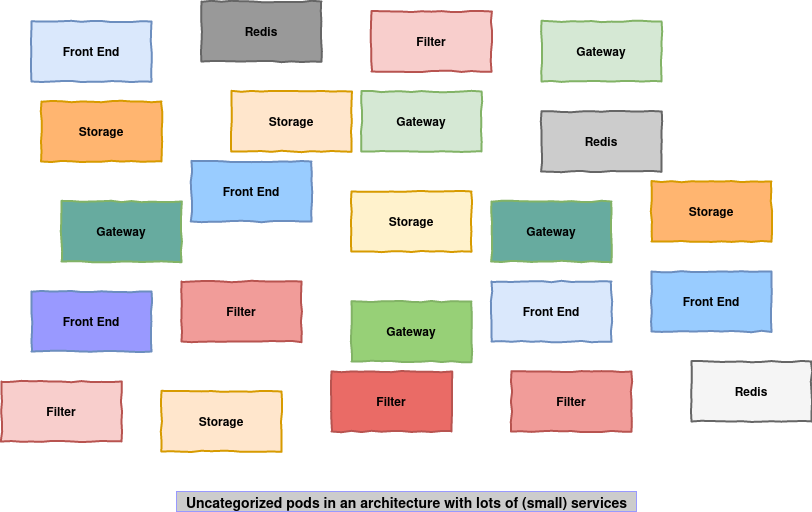 Redis
Filter
Front End
Gateway
Storage
Storage
Gateway
Redis
Front End
Storage
Storage
Gateway
Gateway
Front End
Filter
Front End
Front End
Gateway
Redis
Filter
Filter
Filter
Storage
Uncategorized pods in an architecture with lots of (small) services